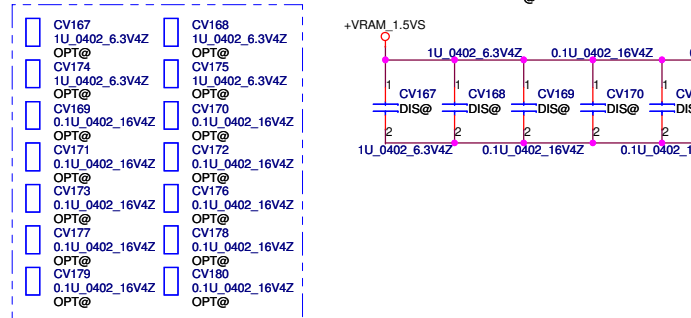 @
CV167
1U_0402_6.3V4Z
OPT@
CV168
1U_0402_6.3V4Z
OPT@
CV174
1U_0402_6.3V4Z
OPT@
CV175
1U_0402_6.3V4Z
OPT@
CV169
0.1U_0402_16V4Z
OPT@
CV170
0.1U_0402_16V4Z
OPT@
CV171
0.1U_0402_16V4Z
OPT@
CV172
0.1U_0402_16V4Z
OPT@
CV173
0.1U_0402_16V4Z
OPT@
CV176
0.1U_0402_16V4Z
OPT@
CV177
0.1U_0402_16V4Z
OPT@
CV178
0.1U_0402_16V4Z
OPT@
CV179
0.1U_0402_16V4Z
OPT@
CV180
0.1U_0402_16V4Z
OPT@
+VRAM_1.5VS
1U_0402_6.3V4Z
0.1U_0402_16V4Z
1
1
1
1
1
CV167
DIS@
CV168
DIS@
CV169
DIS@
CV170
DIS@
CV
DIS
2
2
2
2
2
1U_0402_6.3V4Z
0.1U_0402_16V4Z
0.1U_0402_1